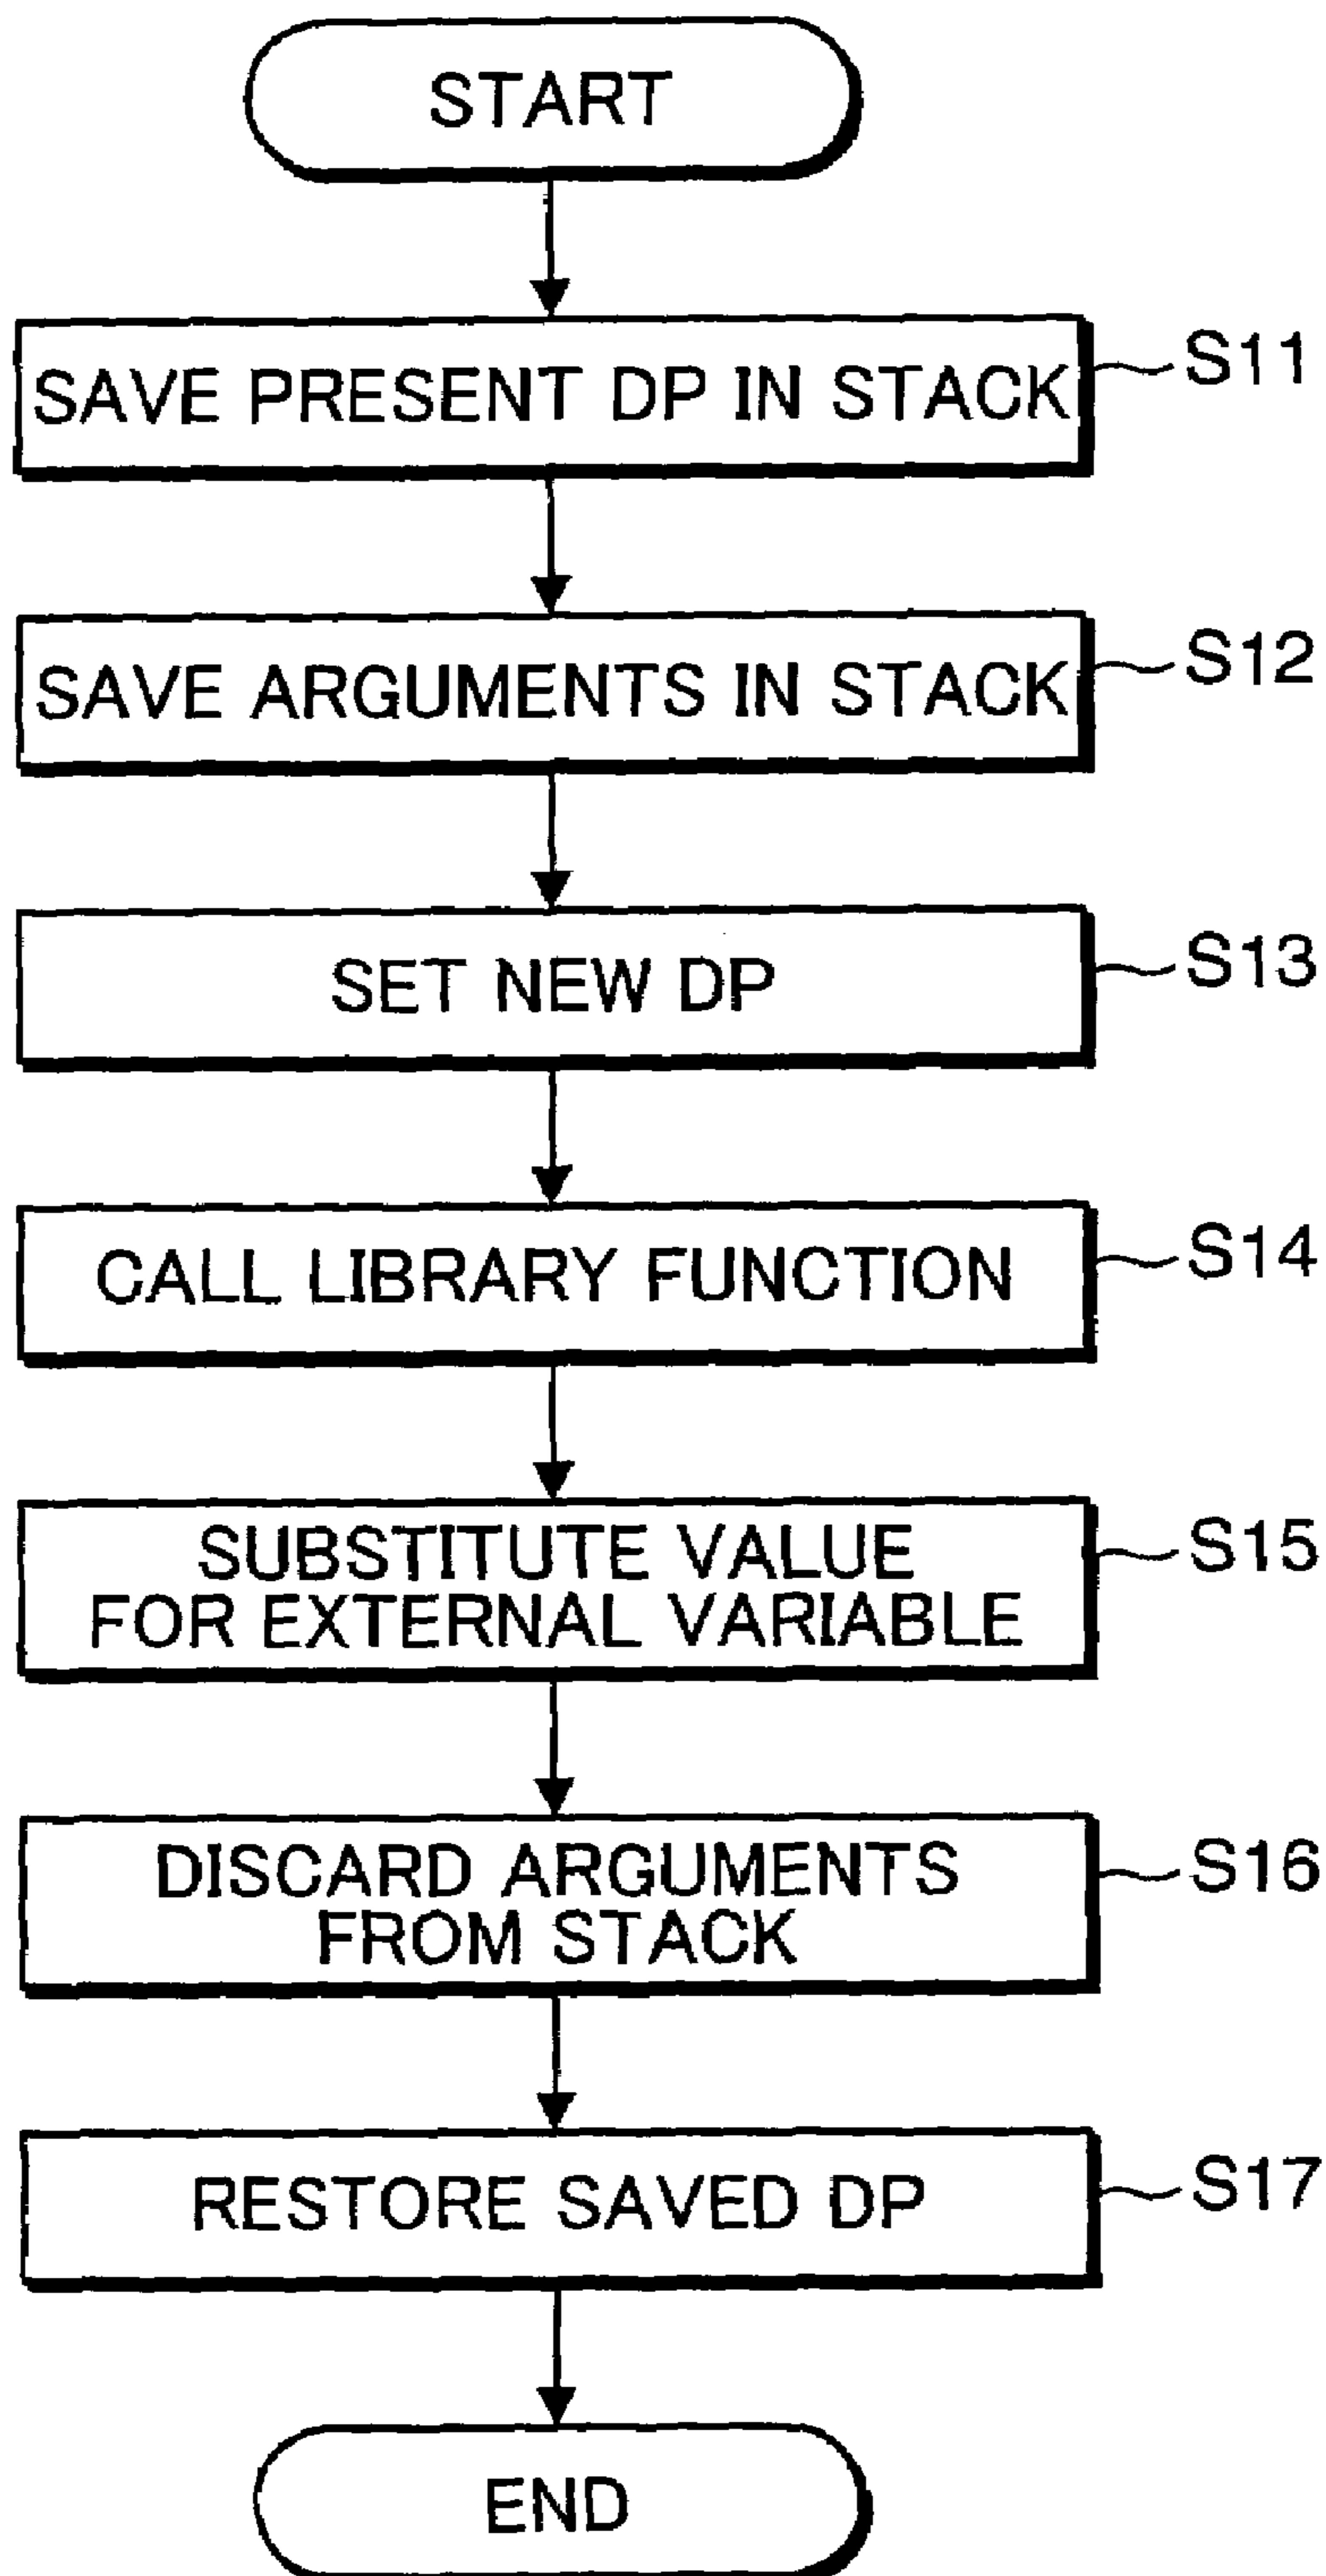 START
SAVE PRESENT DP IN STACK
S11
SAVE ARGUMENTS IN STACK
S12
SET NEW DP
S13
CALL LIBRARY FUNCTION
S14
SUBSTITUTE VALUE
FOR EXTERNAL VARIABLE
S15
DISCARD ARGUMENTS
FROM STACK
S16
RESTORE SAVED DP
S17
END